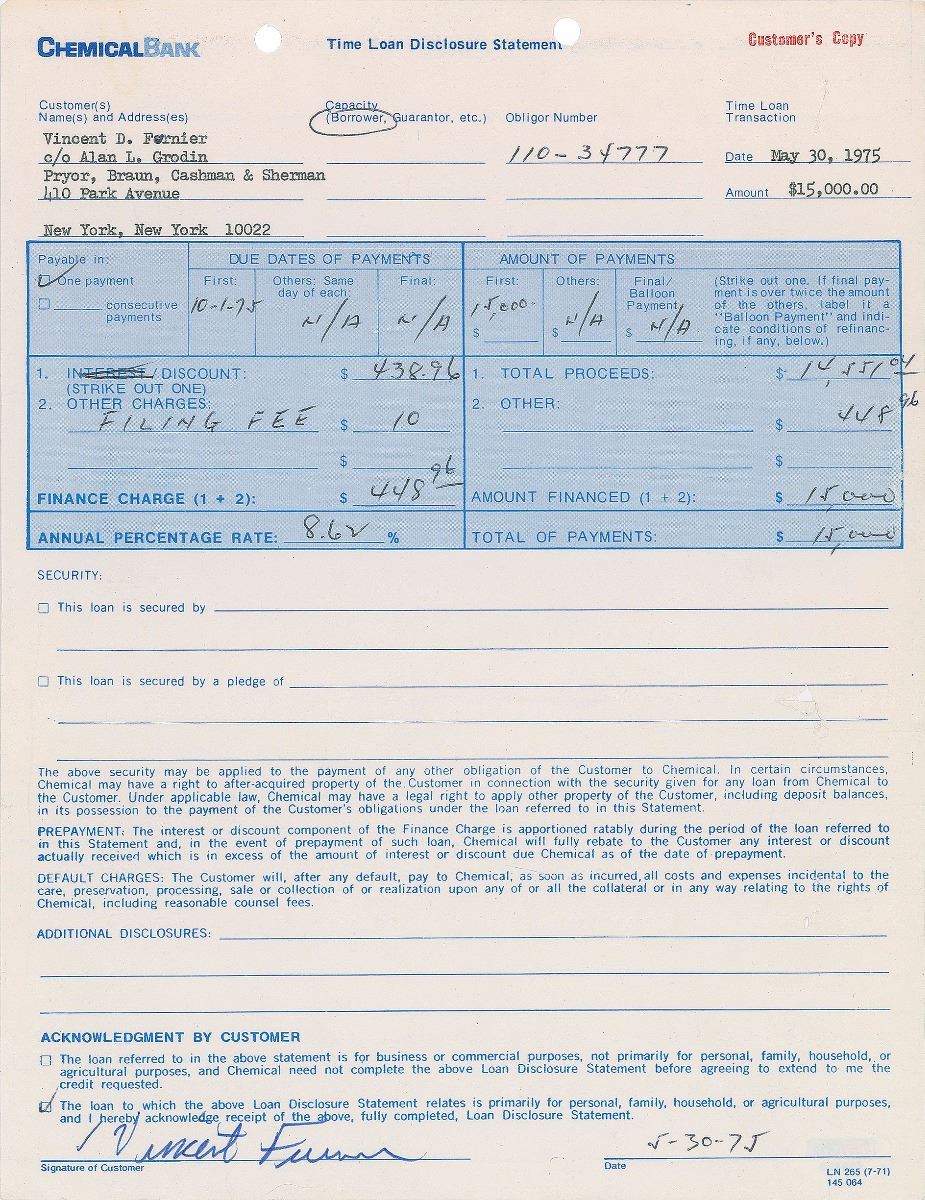 CHEMICALBANK
Time Loan Disclosure Statement
Customer's Copy
Customer(s)
Name(s) and Address(es)
Capacity
(Borrower, Guarantor, etc.)
Obligor Number
Time Loan
Transaction
Vincent D. Furnier
c/o Alan L. Grodin
Pryor, Braun, Cashman & Sherman
410 Park Avenue
New York, New York 10022
110-34777
Date May 30, 1975
Amount $15,000.00
Payable in:
One payment
consecutive
payments
DUE DATES OF PAYMENTS
First:
Others: Same
day of each:
Final:
10-1-75
N/A
N/A
AMOUNT OF PAYMENTS
First:
Others:
Final/
Balloon
Payment:
15,000-
$
N/A
$
N/A
$
(Strike out one. If final pay-
ment is over twice the amount
of the others, label it a
"Balloon Payment" and indi-
cate conditions of refinanc-
ing, if any, below.)
1. INTEREST/DISCOUNT: $ 438.96
(STRIKE OUT ONE)
2. OTHER CHARGES:
FILING FEE $ 10
$
FINANCE CHARGE (1 + 2): $ 448 96
ANNUAL PERCENTAGE RATE: 8.62 %
1. TOTAL PROCEEDS: $ 14,551 04
2. OTHER:
$ 448 96
$
AMOUNT FINANCED (1 + 2): $ 15,000
TOTAL OF PAYMENTS: $ 15,000
SECURITY:
This loan is secured by
This loan is secured by a pledge of
The above security may be applied to the payment of any other obligation of the Customer to Chemical. In certain circumstances,
Chemical may have a right to after-acquired property of the Customer in connection with the security given for any loan from Chemical to
the Customer. Under applicable law, Chemical may have a legal right to apply other property of the Customer, including deposit balances,
in its possession to the payment of the Customer's obligations under the loan referred to in this Statement.
PREPAYMENT: The interest or discount component of the Finance Charge is apportioned ratably during the period of the loan referred to
in this Statement and, in the event of prepayment of such loan, Chemical will fully rebate to the Customer any interest or discount
actually received which is in excess of the amount of interest or discount due Chemical as of the date of prepayment.
DEFAULT CHARGES: The Customer will, after any default, pay to Chemical, as soon as incurred, all costs and expenses incidental to the
care, preservation, processing, sale or collection of or realization upon any of or all the collateral or in any way relating to the rights of
Chemical, including reasonable counsel fees.
ADDITIONAL DISCLOSURES:
ACKNOWLEDGMENT BY CUSTOMER
The loan referred to in the above statement is for business or commercial purposes, not primarily for personal, family, household, or
agricultural purposes, and Chemical need not complete the above Loan Disclosure Statement before agreeing to extend to me the
credit requested.
The loan to which the above Loan Disclosure Statement relates is primarily for personal, family, household, or agricultural purposes,
and I hereby acknowledge receipt of the above, fully completed, Loan Disclosure Statement.
Vincent Furnier
5-30-75
Signature of Customer
Date
LN 265 (7-71)
145 064